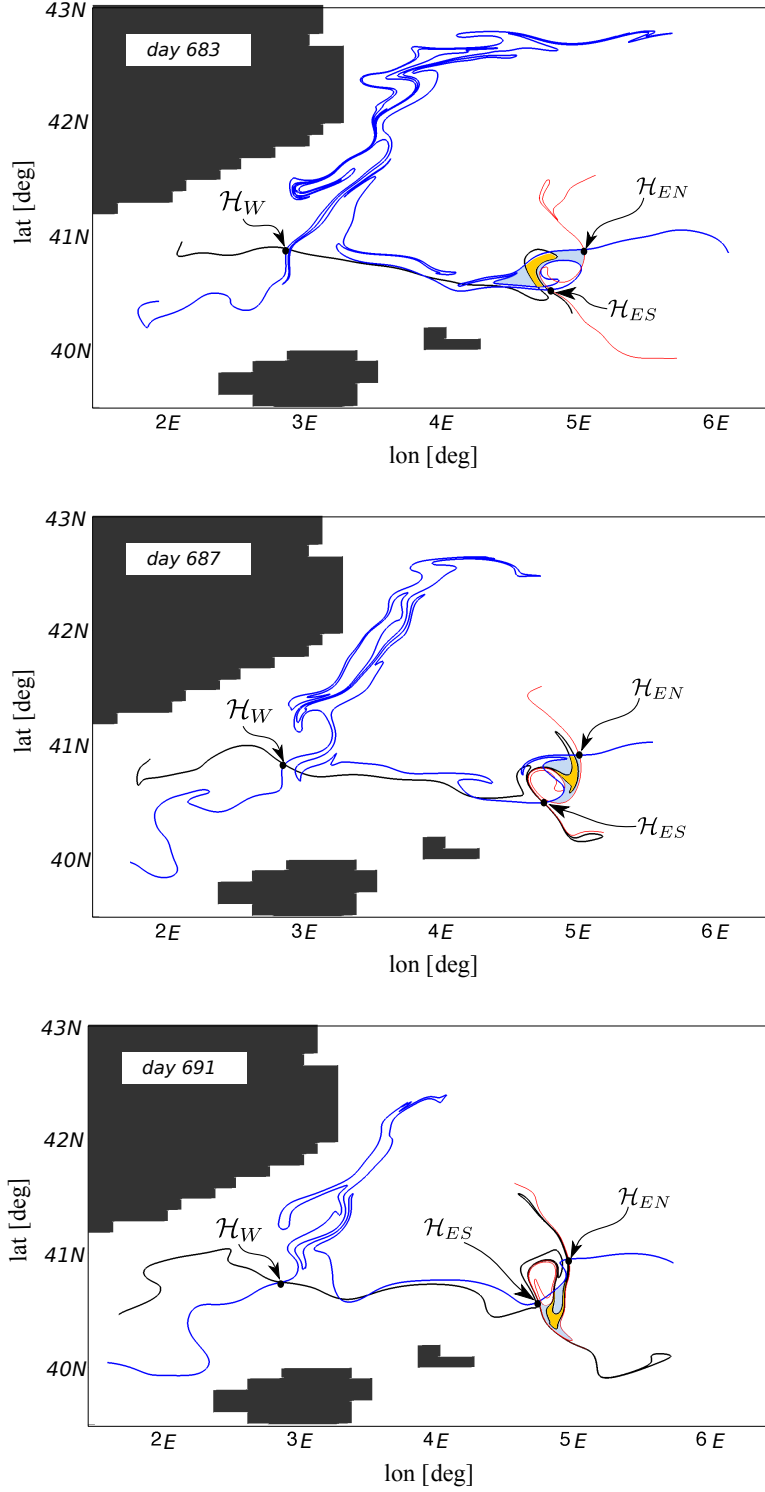 43N
day 683
42N
41N
40N
lat [deg]
ℋ_W
ℋ_EN
ℋ_ES
2E 3E 4E 5E 6E
lon [deg]
43N
day 687
42N
41N
40N
lat [deg]
ℋ_W
ℋ_EN
ℋ_ES
2E 3E 4E 5E 6E
lon [deg]
43N
day 691
42N
41N
40N
lat [deg]
ℋ_W
ℋ_ES
ℋ_EN
2E 3E 4E 5E 6E
lon [deg]